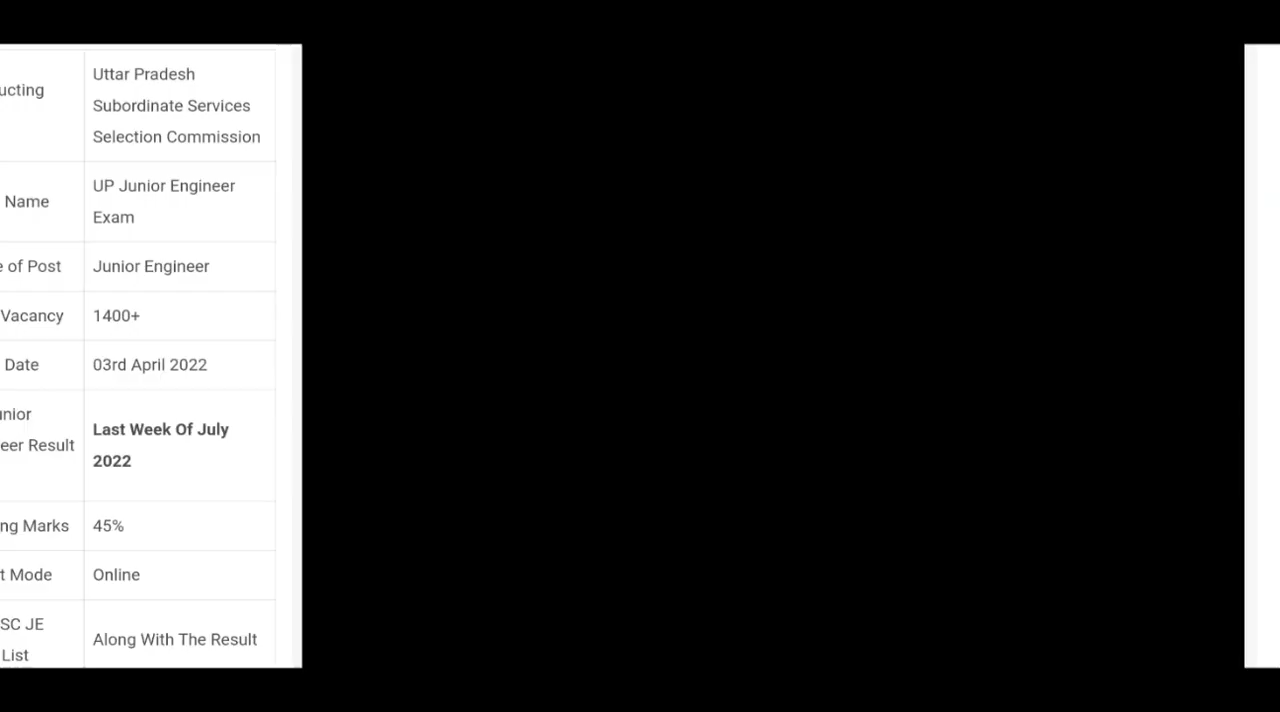 ucting
Uttar Pradesh
Subordinate Services
Selection Commission
Name
UP Junior Engineer
Exam
e of Post
Junior Engineer
Vacancy
1400+
Date
03rd April 2022
unior
eer Result
Last Week Of July
2022
ng Marks
45%
t Mode
Online
SC JE
List
Along With The Result